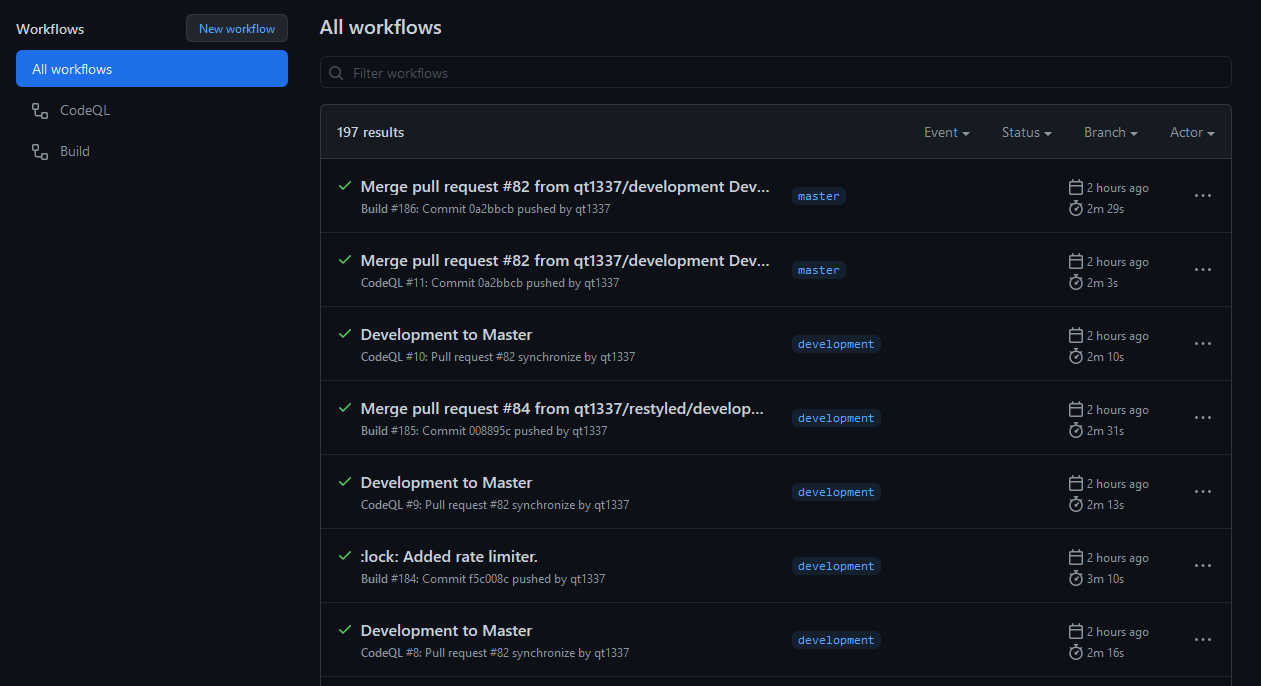 Workflows
New workflow
All workflows
CodeQL
Build
All workflows
Filter workflows
197 results
Event
Status
Branch
Actor
Merge pull request #82 from qt1337/development Dev...
Build #186: Commit 0a2bbcb pushed by qt1337
master
2 hours ago
2m 29s
Merge pull request #82 from qt1337/development Dev...
CodeQL #11: Commit 0a2bbcb pushed by qt1337
master
2 hours ago
2m 3s
Development to Master
CodeQL #10: Pull request #82 synchronize by qt1337
development
2 hours ago
2m 10s
Merge pull request #84 from qt1337/restyled/develop...
Build #185: Commit 008895c pushed by qt1337
development
2 hours ago
2m 31s
Development to Master
CodeQL #9: Pull request #82 synchronize by qt1337
development
2 hours ago
2m 13s
:lock: Added rate limiter.
Build #184: Commit f5c008c pushed by qt1337
development
2 hours ago
3m 10s
Development to Master
CodeQL #8: Pull request #82 synchronize by qt1337
development
2 hours ago
2m 16s